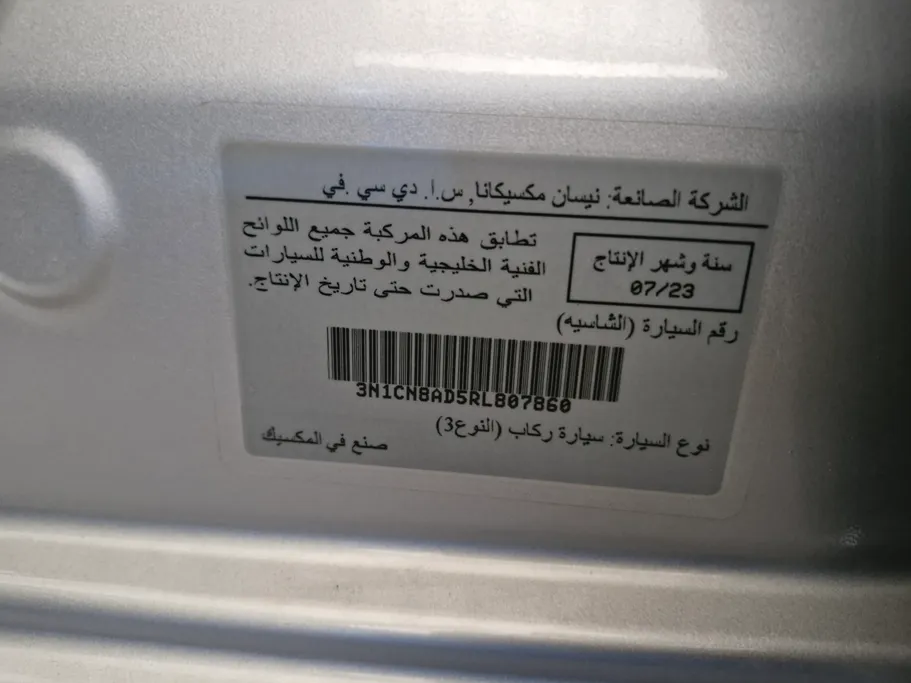 الشركة الصانعة: نيسان مكسيكانا, س.ا. دي سي .في
سنة وشهر الإنتاج
07/23
تطابق هذه المركبة جميع اللوائح
الفنية الخليجية والوطنية للسيارات
التي صدرت حتى تاريخ الإنتاج.
رقم السيارة (الشاسيه)
3N1CN8AD5RL807860
نوع السيارة: سيارة ركاب (النوع3)
صنع في المكسيك